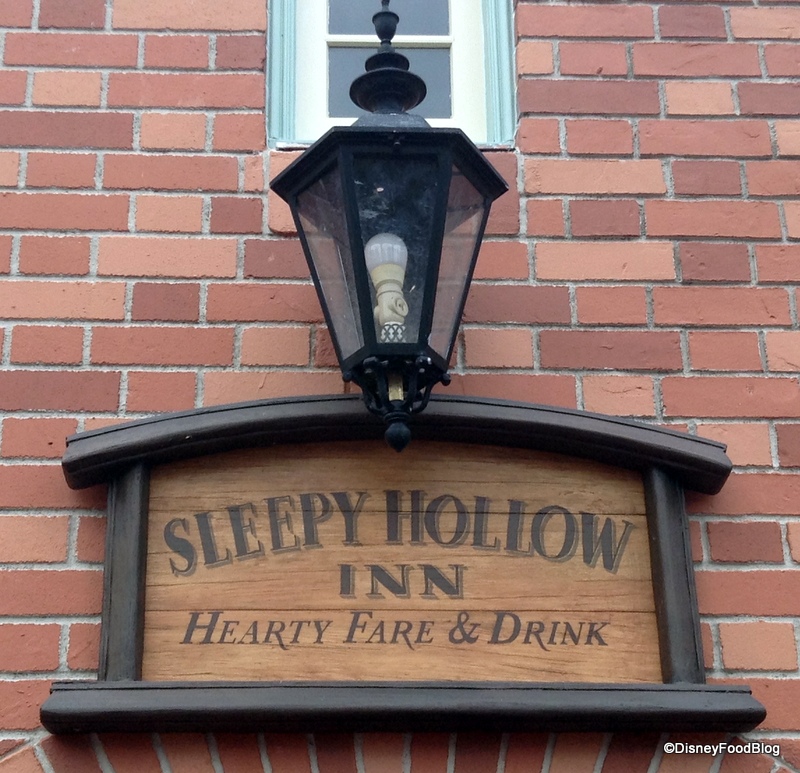 SLEEPY HOLLOW
INN
HEARTY FARE & DRINK
©DisneyFoodBlog